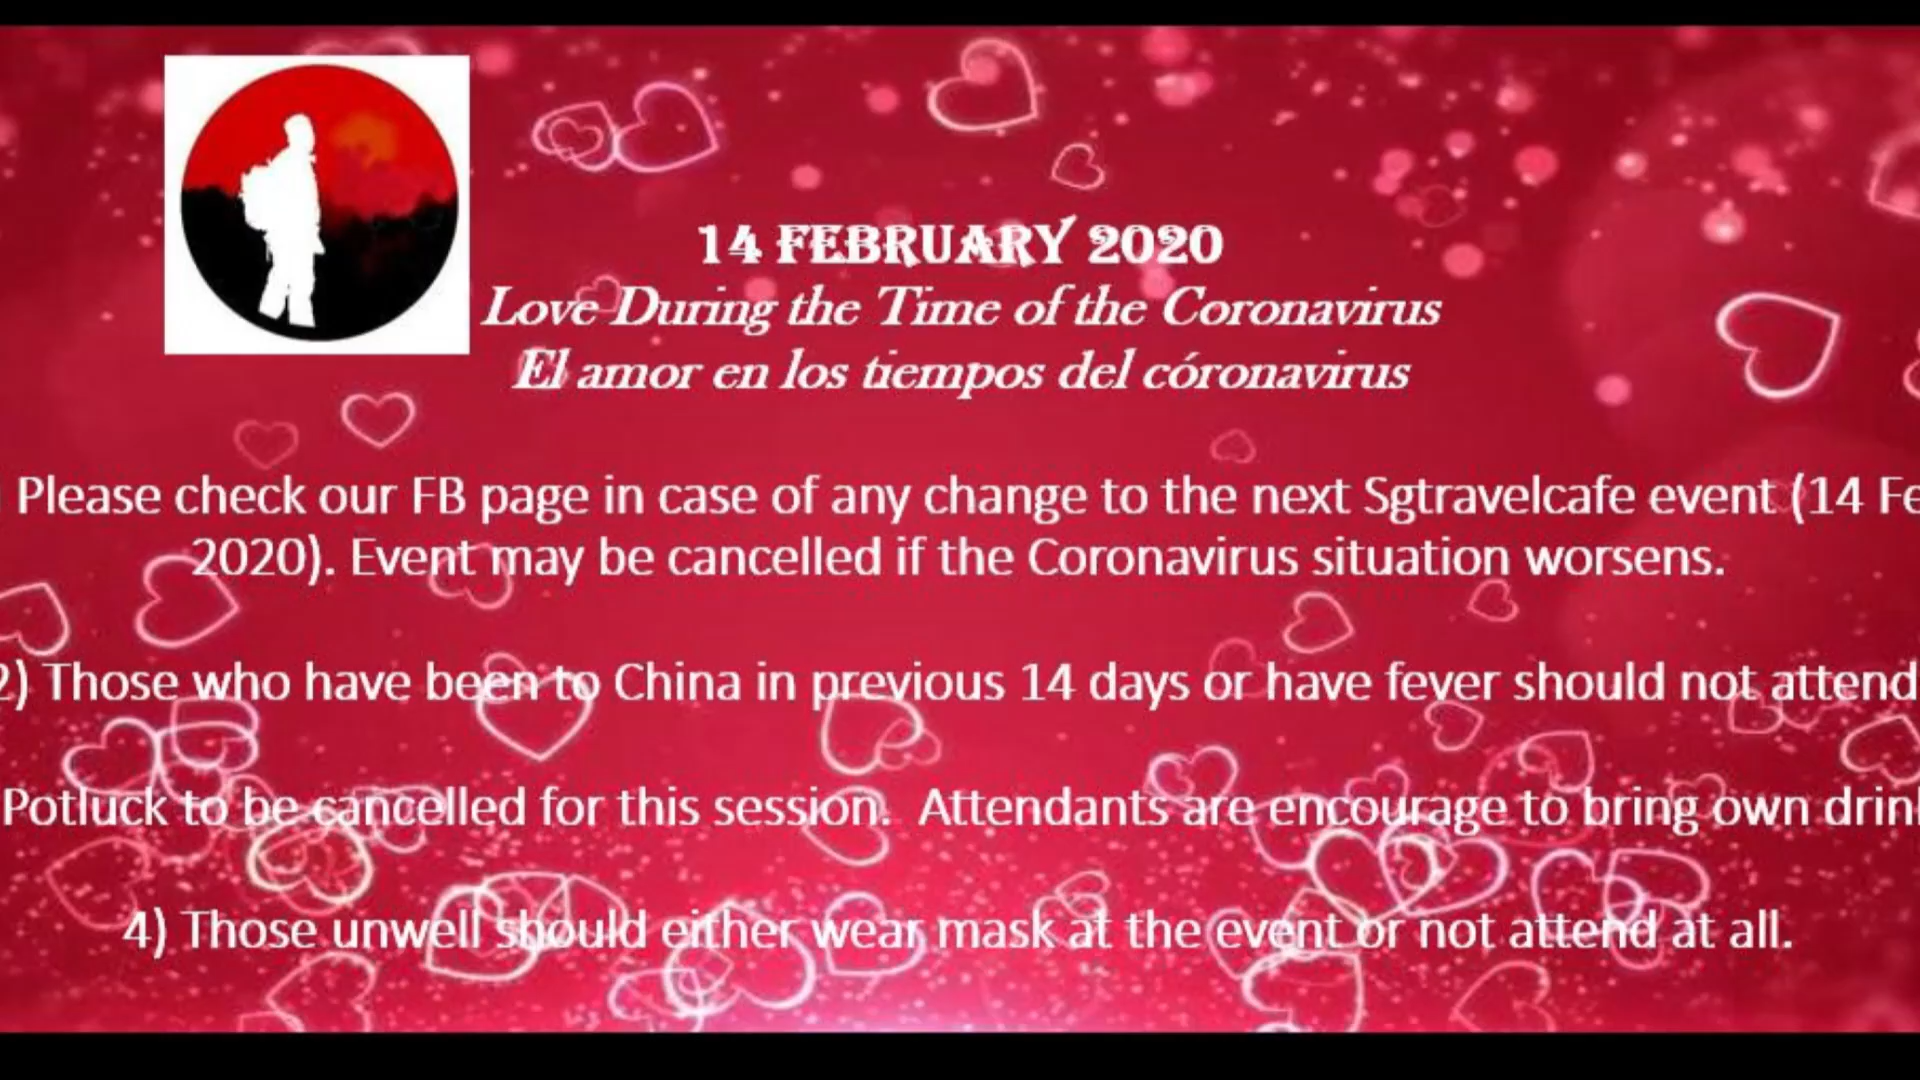 14 FEBRUARY 2020
Love During the Time of the Coronavirus
El amor en los tiempos del córonavirus
Please check our FB page in case of any change to the next Sgtravelcafe event (14 Fe
2020). Event may be cancelled if the Coronavirus situation worsens.
2) Those who have been to China in previous 14 days or have fever should not attend
Potluck to be cancelled for this session. Attendants are encourage to bring own drin
4) Those unwell should either wear mask at the event or not attend at all.